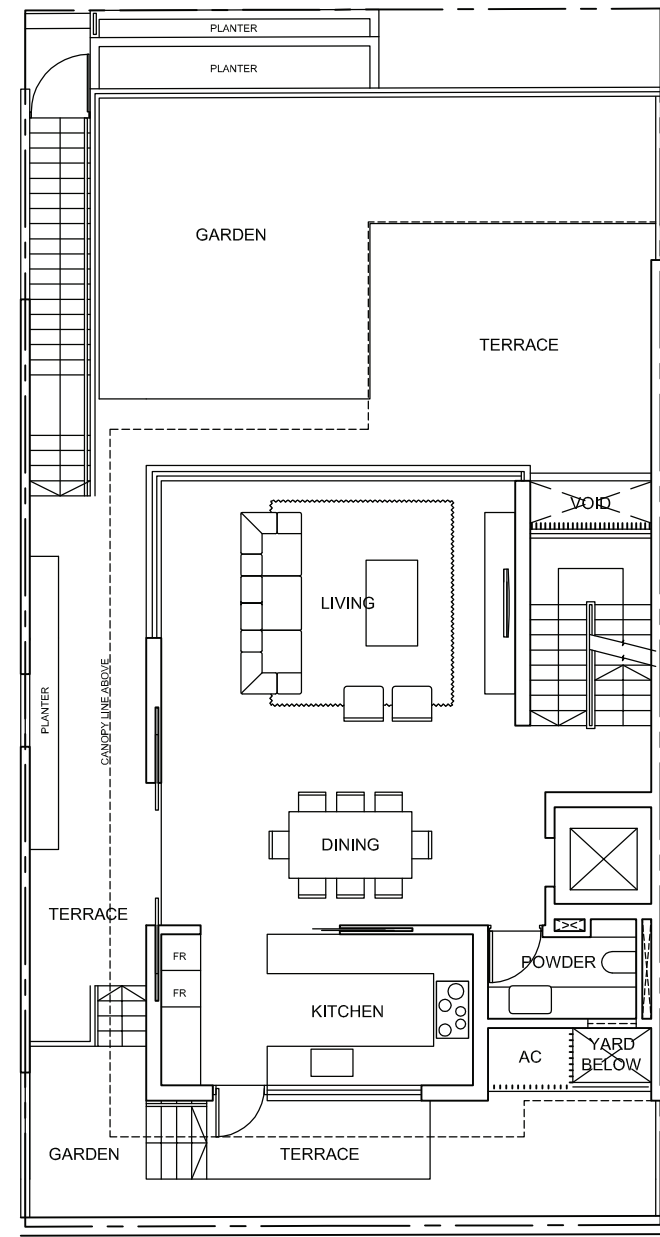 PLANTER
PLANTER
GARDEN
TERRACE
VOID
LIVING
CANOPY LINE ABOVE
PLANTER
DINING
TERRACE
FR
FR
KITCHEN
POWDER
AC
YARD
BELOW
GARDEN
TERRACE